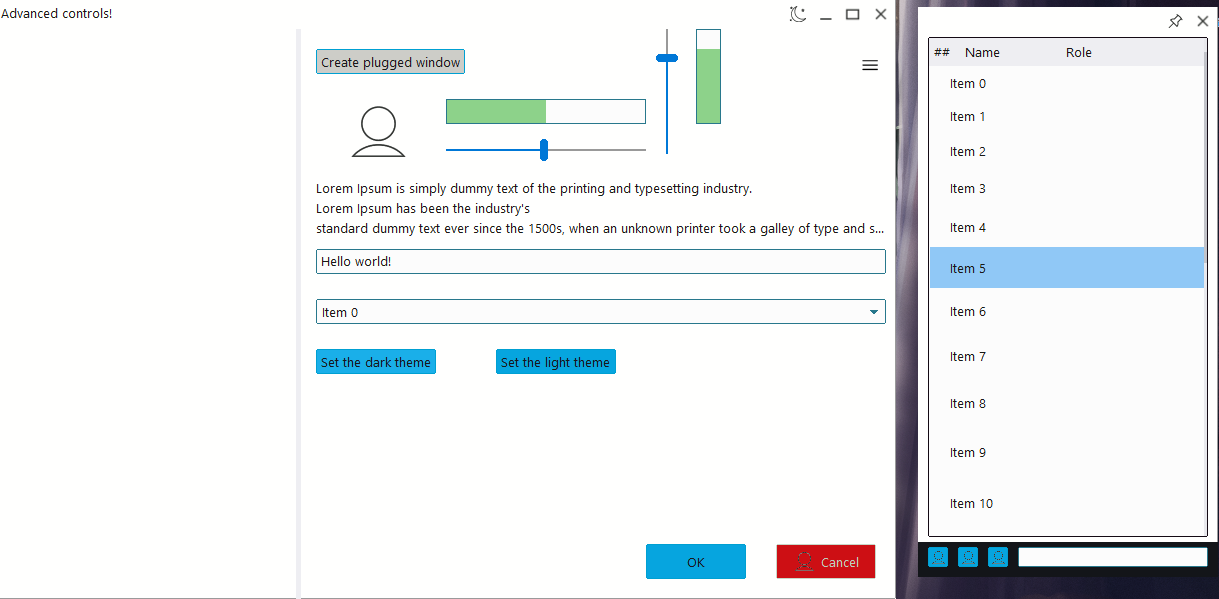 Advanced controls!
Create plugged window
Lorem Ipsum is simply dummy text of the printing and typesetting industry.
Lorem Ipsum has been the industry's
standard dummy text ever since the 1500s, when an unknown printer took a galley of type and s...
Hello world!
Item 0
Set the dark theme
Set the light theme
OK
Cancel
## Name Role
Item 0
Item 1
Item 2
Item 3
Item 4
Item 5
Item 6
Item 7
Item 8
Item 9
Item 10